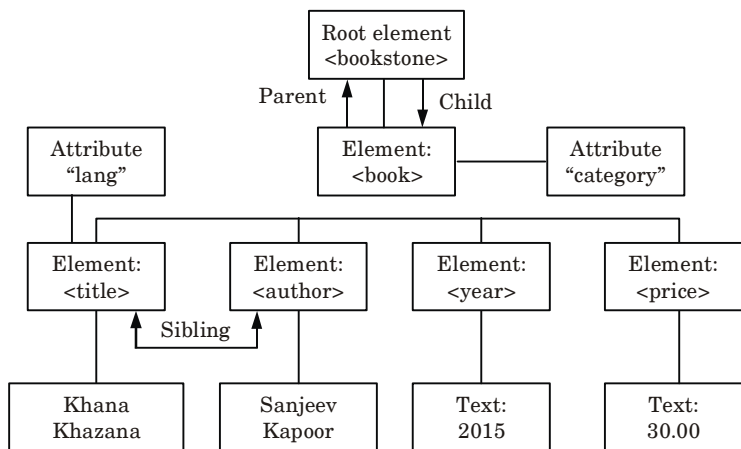 Root element
<bookstone>
Parent
Child
Attribute
“lang”
Element:
<book>
Attribute
“category”
Element:
<title>
Element:
<author>
Element:
<year>
Element:
<price>
Sibling
Khana
Khazana
Sanjeev
Kapoor
Text:
2015
Text:
30.00